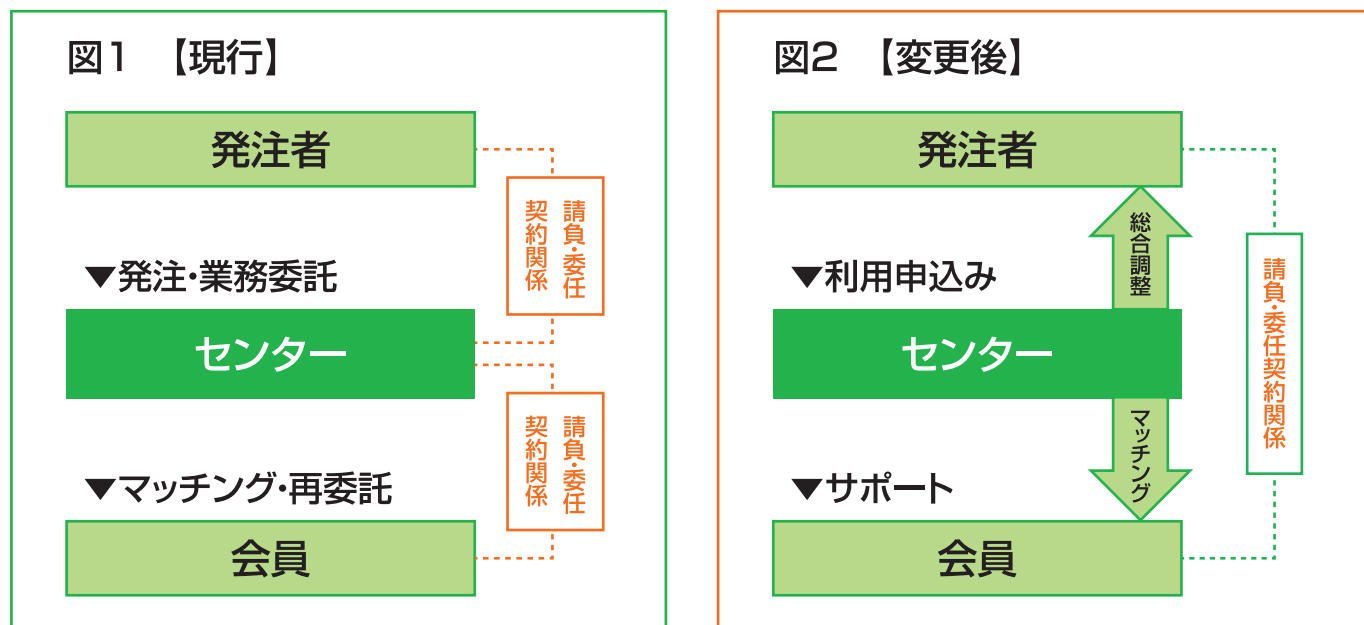 図1 【現行】
発注者
請負・委任
契約関係
▼発注・業務委託
センター
請負・委任
契約関係
▼マッチング・再委託
会員
図2 【変更後】
発注者
総合調整
▼利用申込み
センター
請負・委任契約関係
マッチング
▼サポート
会員